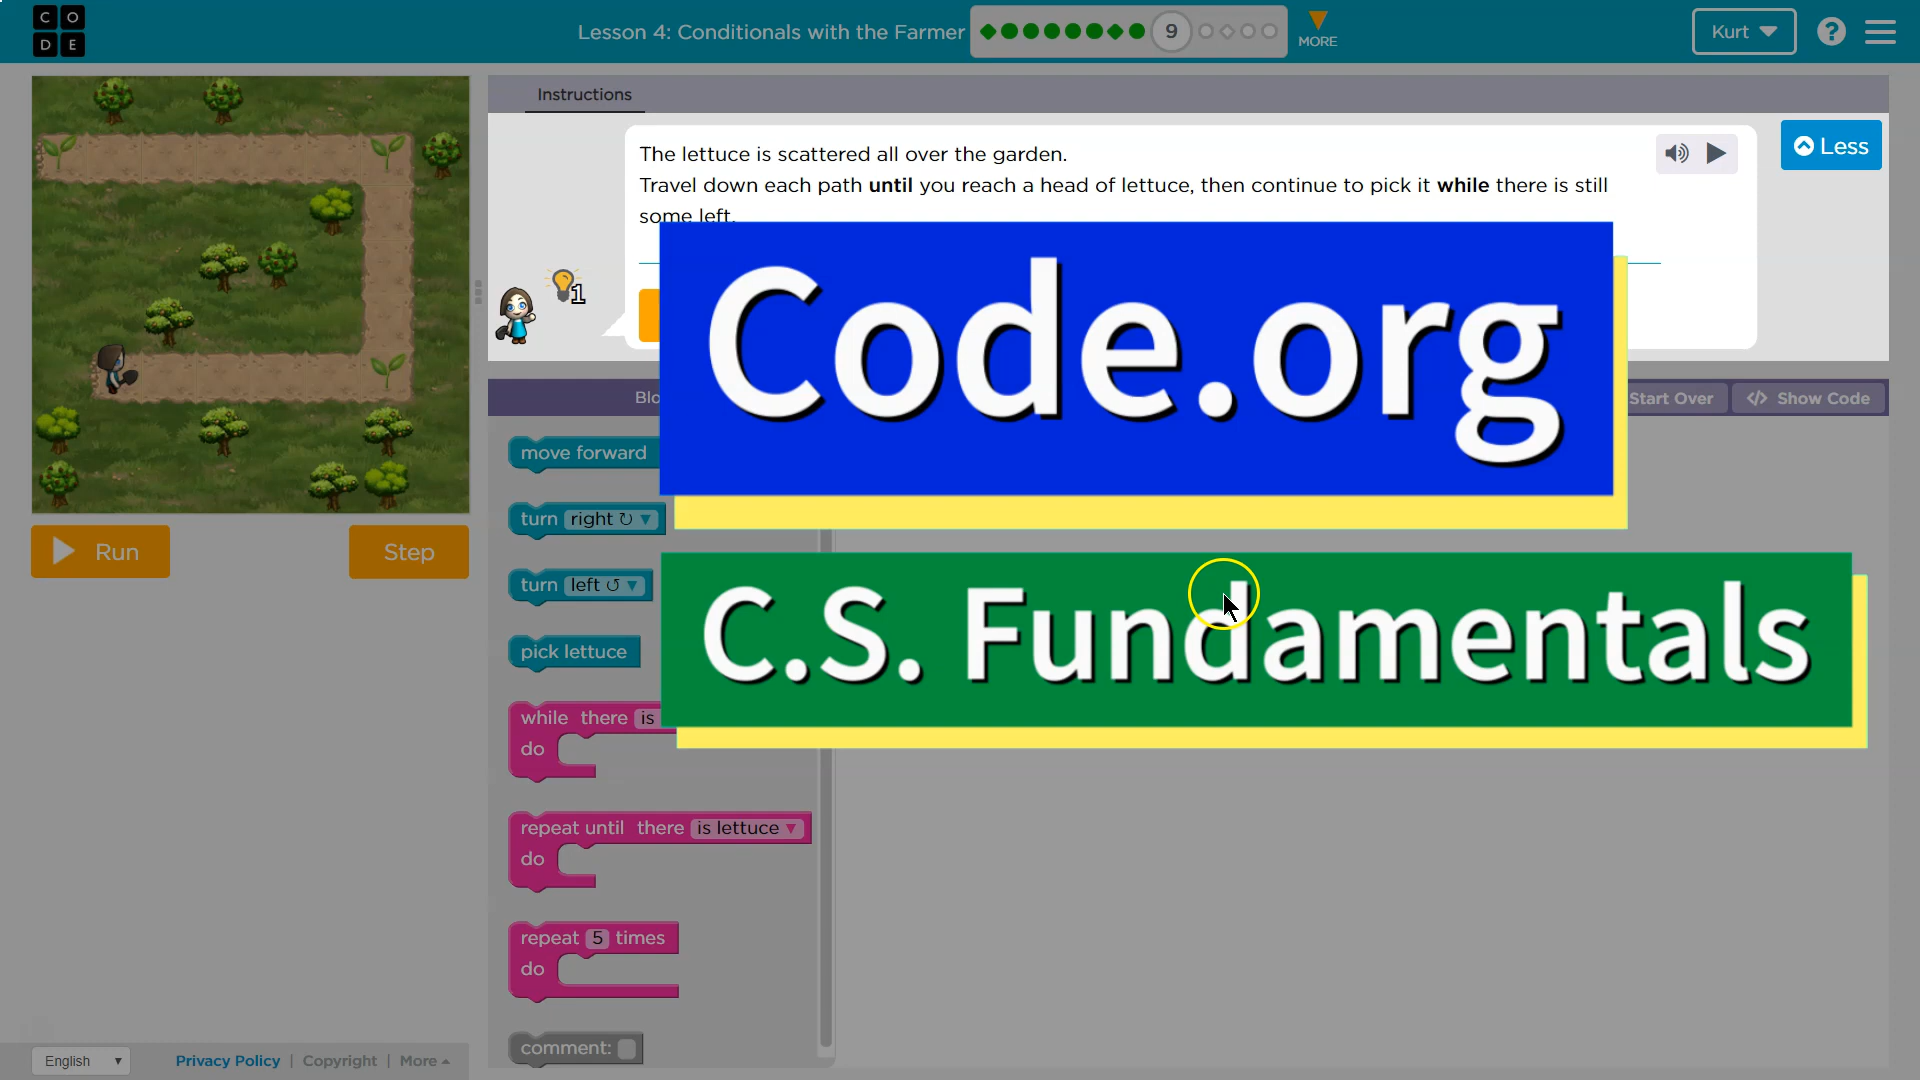 C O
D E
Lesson 4: Conditionals with the Farmer
9
MORE
Kurt
?
Instructions
The lettuce is scattered all over the garden.
Travel down each path until you reach a head of lettuce, then continue to pick it while there is still
some left.
Less
1
Code.org
C.S. Fundamentals
Blo
Start Over
Show Code
Run
Step
move forward
turn right ↻
turn left ↺
pick lettuce
while there is
do
repeat until there is lettuce
do
repeat 5 times
do
comment:
English
Privacy Policy | Copyright | More